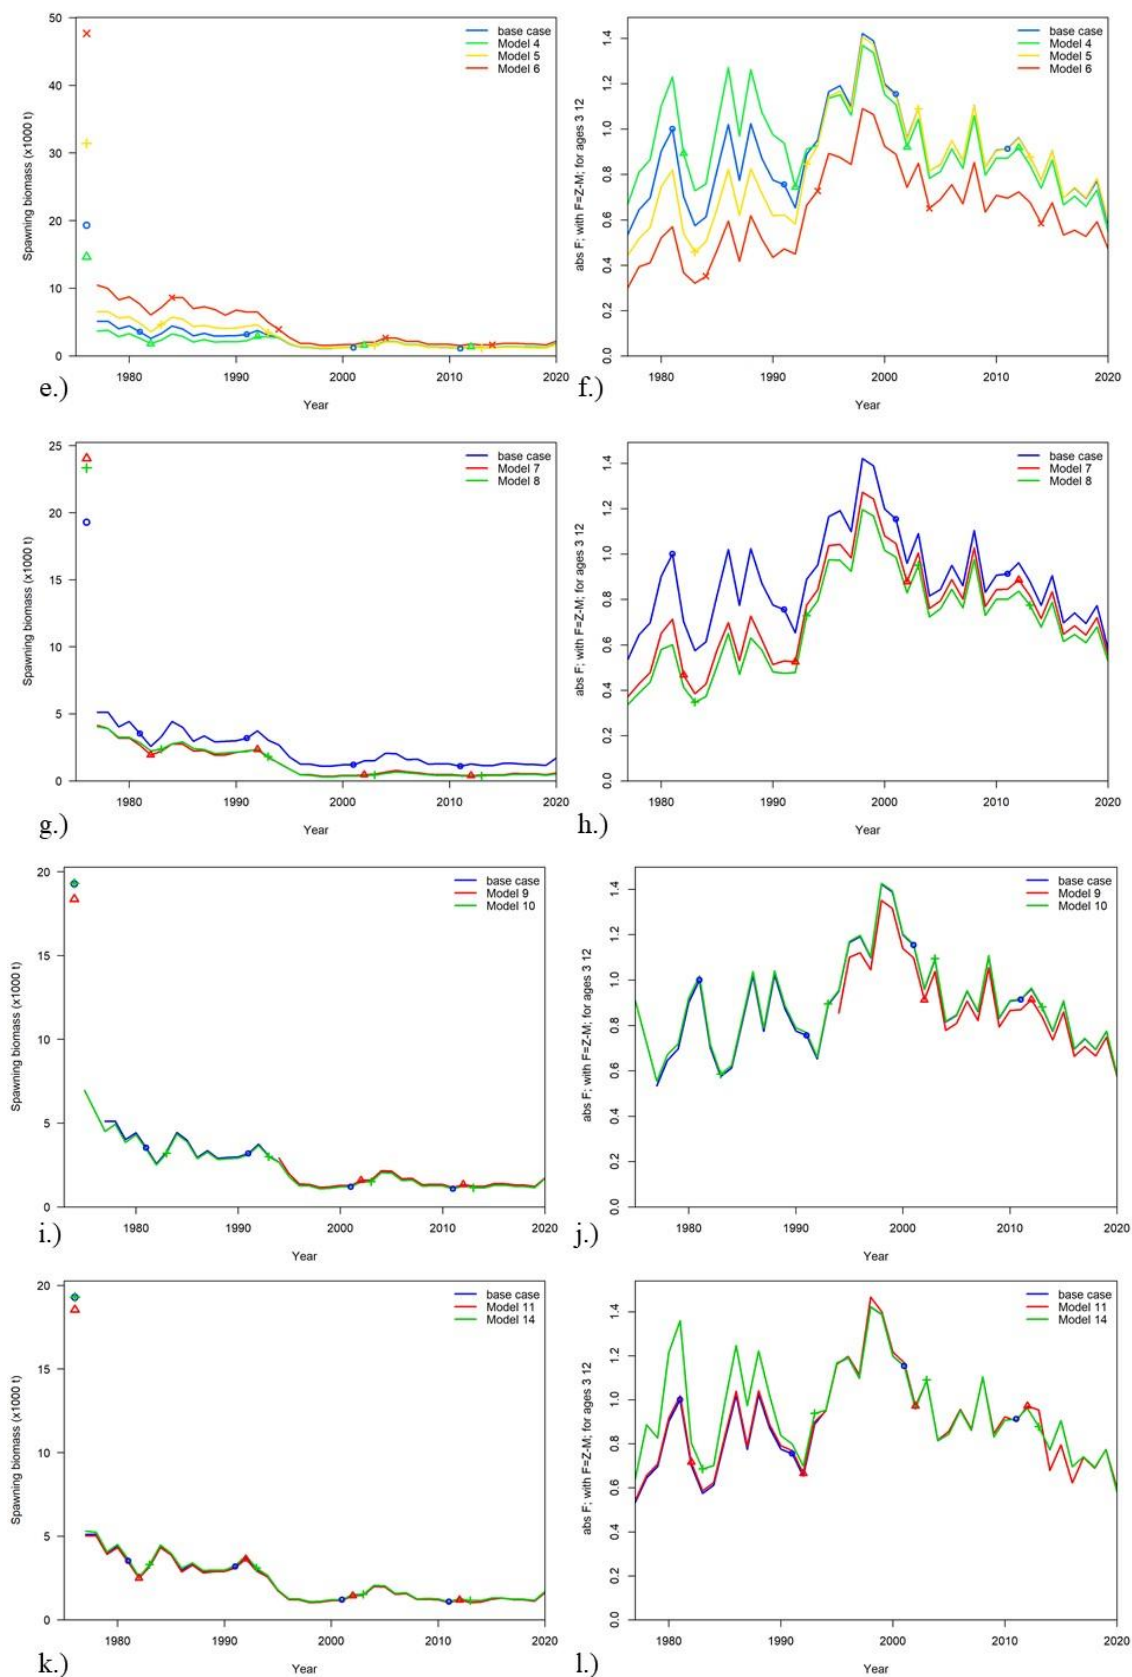 base case
Model 4
Model 5
Model 6
Spawning biomass (x1000 t)
50
40
30
20
10
0
1980 1990 2000 2010 2020
Year
e.)
base case
Model 4
Model 5
Model 6
abs F; with F=Z-M; for ages 3 12
1.4
1.2
1.0
0.8
0.6
0.4
0.2
0.0
1980 1990 2000 2010 2020
Year
f.)
base case
Model 7
Model 8
Spawning biomass (x1000 t)
25
20
15
10
5
0
1980 1990 2000 2010 2020
Year
g.)
base case
Model 7
Model 8
abs F; with F=Z-M; for ages 3 12
1.4
1.2
1.0
0.8
0.6
0.4
0.2
0.0
1980 1990 2000 2010 2020
Year
h.)
base case
Model 9
Model 10
Spawning biomass (x1000 t)
20
15
10
5
0
1980 1990 2000 2010 2020
Year
i.)
base case
Model 9
Model 10
abs F; with F=Z-M; for ages 3 12
1.4
1.2
1.0
0.8
0.6
0.4
0.2
0.0
1980 1990 2000 2010 2020
Year
j.)
base case
Model 11
Model 14
Spawning biomass (x1000 t)
20
15
10
5
0
1980 1990 2000 2010 2020
Year
k.)
base case
Model 11
Model 14
abs F; with F=Z-M; for ages 3 12
1.4
1.2
1.0
0.8
0.6
0.4
0.2
0.0
1980 1990 2000 2010 2020
Year
l.)